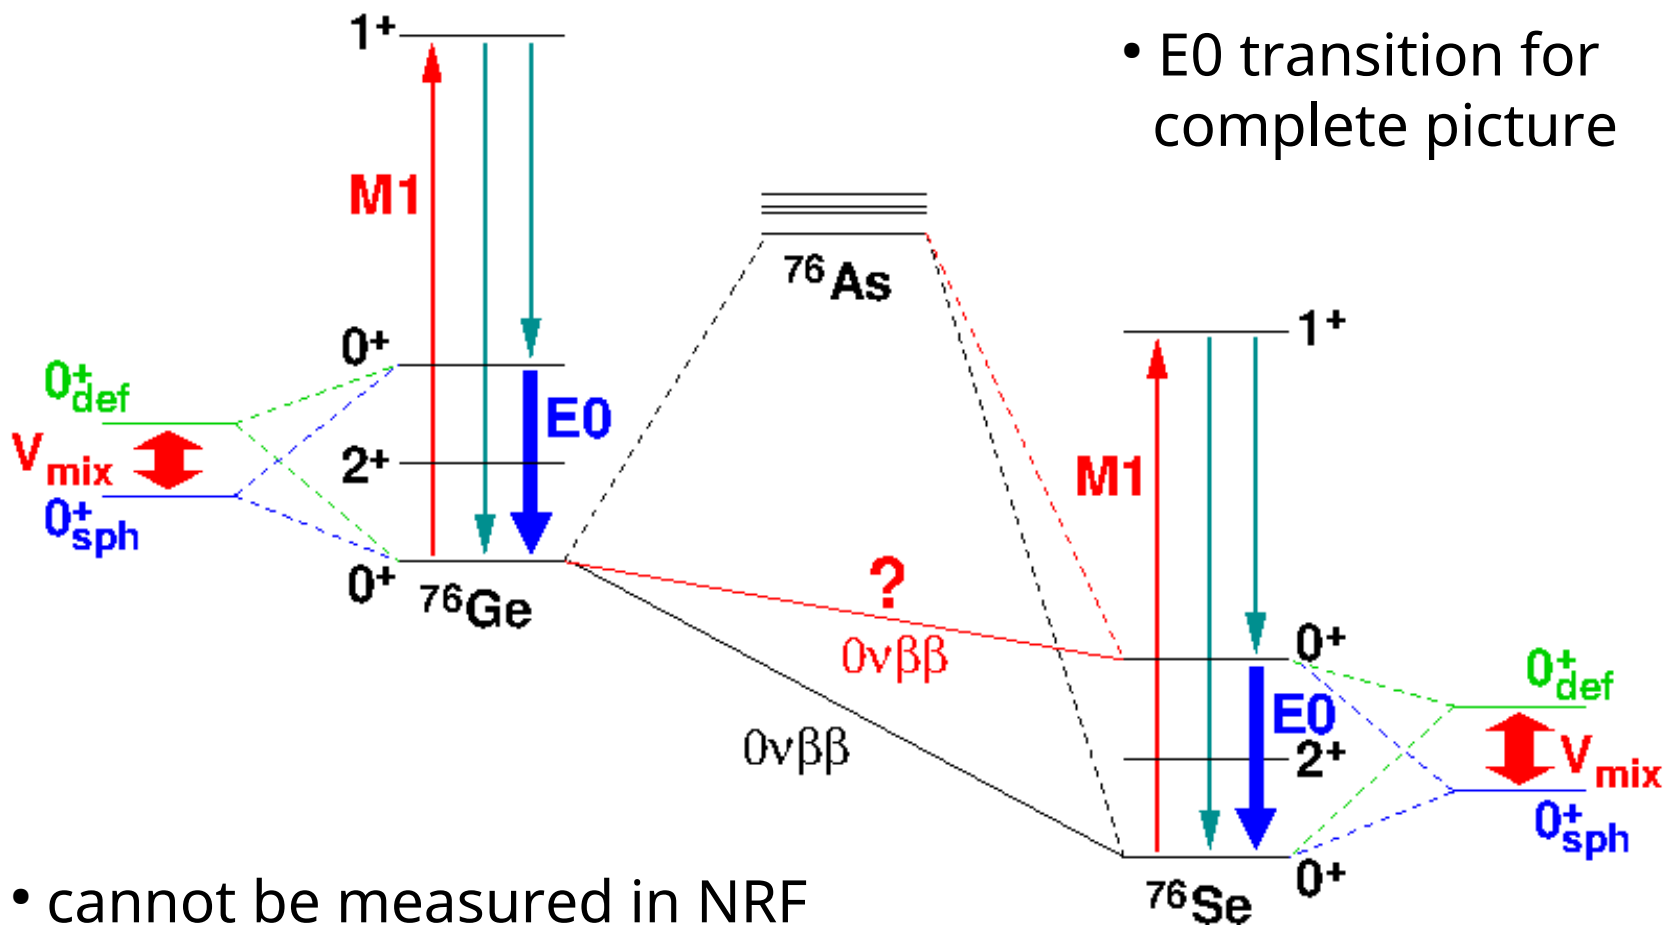 1⁺
• E0 transition for
complete picture
M1
⁷⁶As
0⁺
1⁺
0⁺def
E0
Vmix
2⁺
M1
0⁺sph
0⁺
⁷⁶Ge
?
0νββ
0⁺
0⁺def
E0
0νββ
2⁺
Vmix
0⁺sph
0⁺
⁷⁶Se
• cannot be measured in NRF